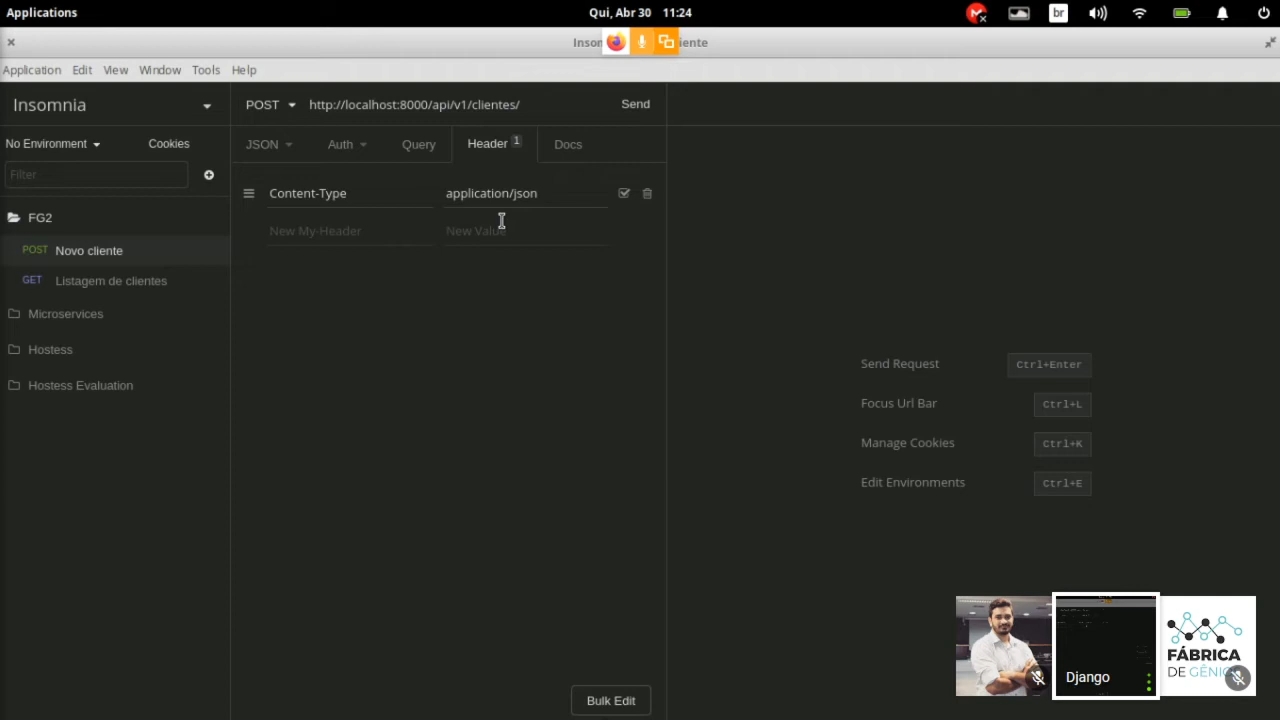 Applications
Qui, Abr 30 11:24
br
Application Edit View Window Tools Help
Insomnia
POST http://localhost:8000/api/v1/clientes/ Send
No Environment Cookies
JSON Auth Query Header 1 Docs
Filter
Content-Type application/json
New My-Header New Value
FG2
POST Novo cliente
GET Listagem de clientes
Microservices
Hostess
Hostess Evaluation
Send Request Ctrl+Enter
Focus Url Bar Ctrl+L
Manage Cookies Ctrl+K
Edit Environments Ctrl+E
Bulk Edit
Django
FÁBRICA